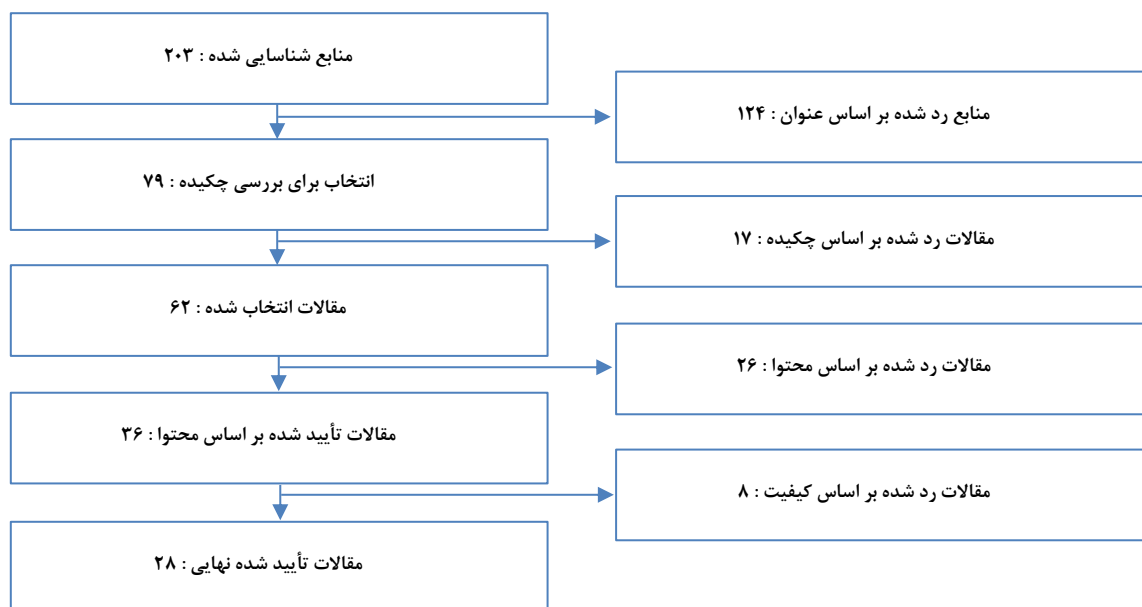 منابع شناسایی شده : ۲۰۳
منابع رد شده بر اساس عنوان : ۱۲۴
انتخاب برای بررسی چکیده : ۷۹
مقالات رد شده بر اساس چکیده : ۱۷
مقالات انتخاب شده : ۶۲
مقالات رد شده بر اساس محتوا : ۲۶
مقالات تأیید شده بر اساس محتوا : ۳۶
مقالات رد شده بر اساس کیفیت : ۸
مقالات تأیید شده نهایی : ۲۸